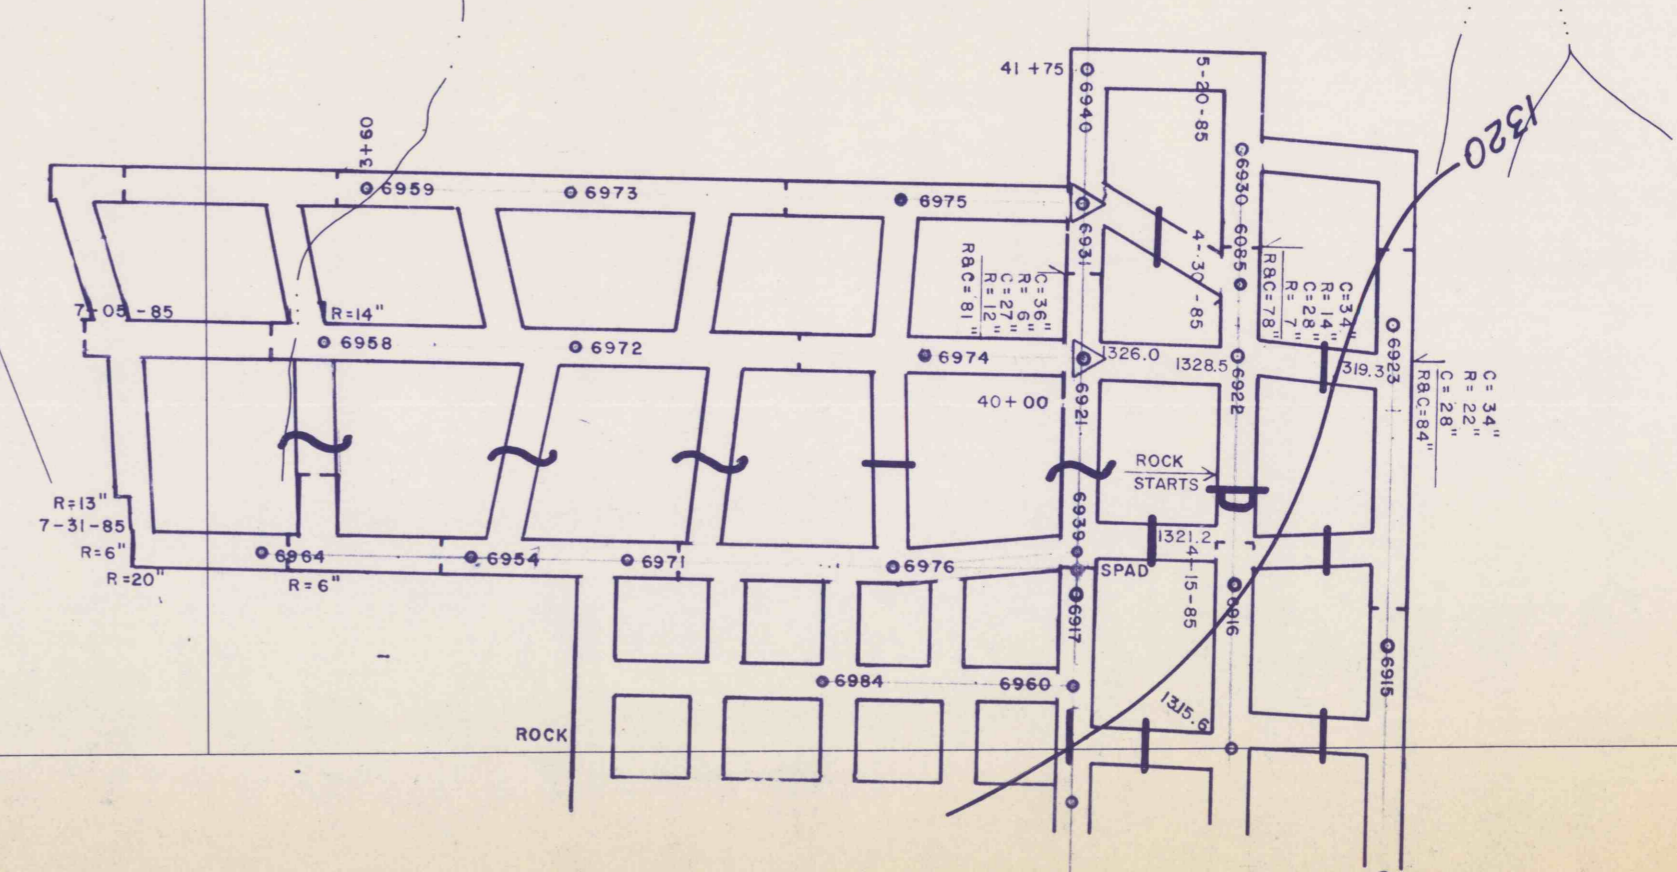 41 +75
6940
5-20-85
1320
3+60
6959
6973
6975
6930
6931
4-30-85
6085
C=36"
R= 6"
C=27"
R= 12"
R&C= 81"
C=34"
R= 14"
C=28"
R= 7"
R&C=78"
7-05-85
R=14"
6958
6972
6974
1326.0
1328.5
6922
319.3
6923
6921
40+00
C= 34"
R= 22"
C= 28"
R&C=84"
ROCK
STARTS
R=13"
7-31-85
R=6"
R=20"
6964
R=6"
6954
6971
6976
6939
SPAD
1321.2
4-15-85
6917
6916
6915
6984
6960
1315.6
ROCK